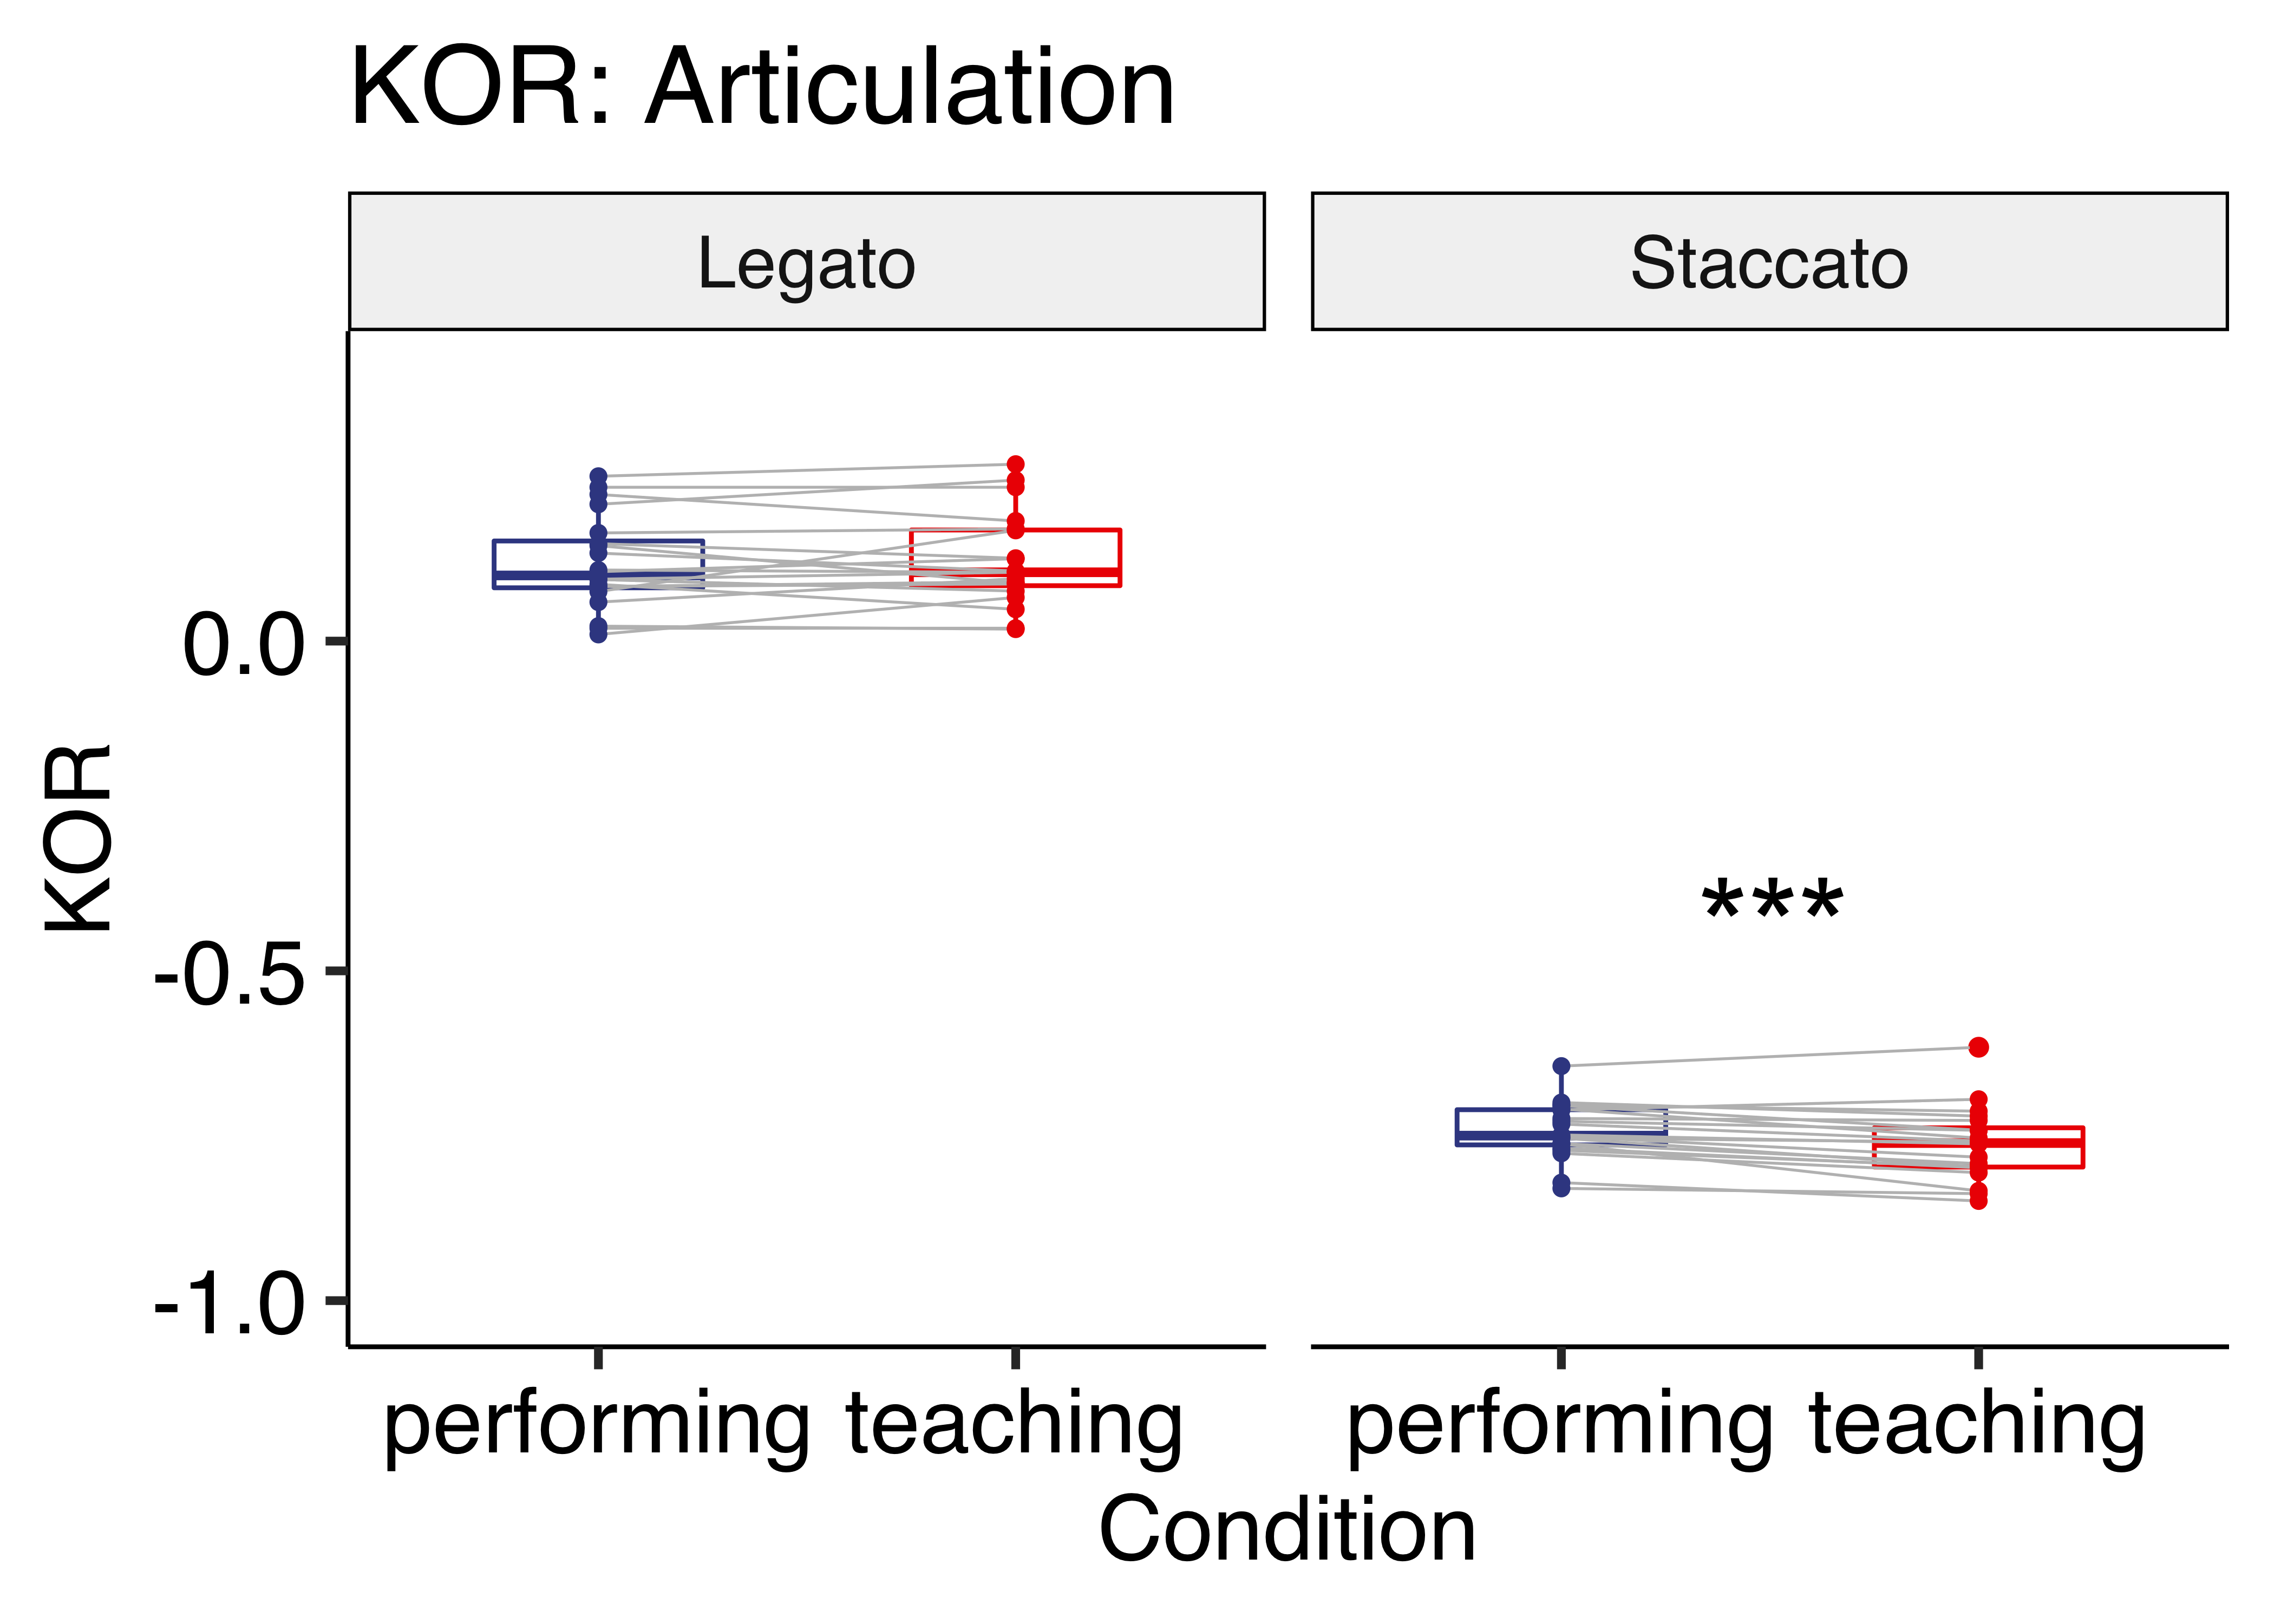 KOR: Articulation
Legato
Staccato
KOR
0.0
-0.5
-1.0
***
performing teaching
performing teaching
Condition